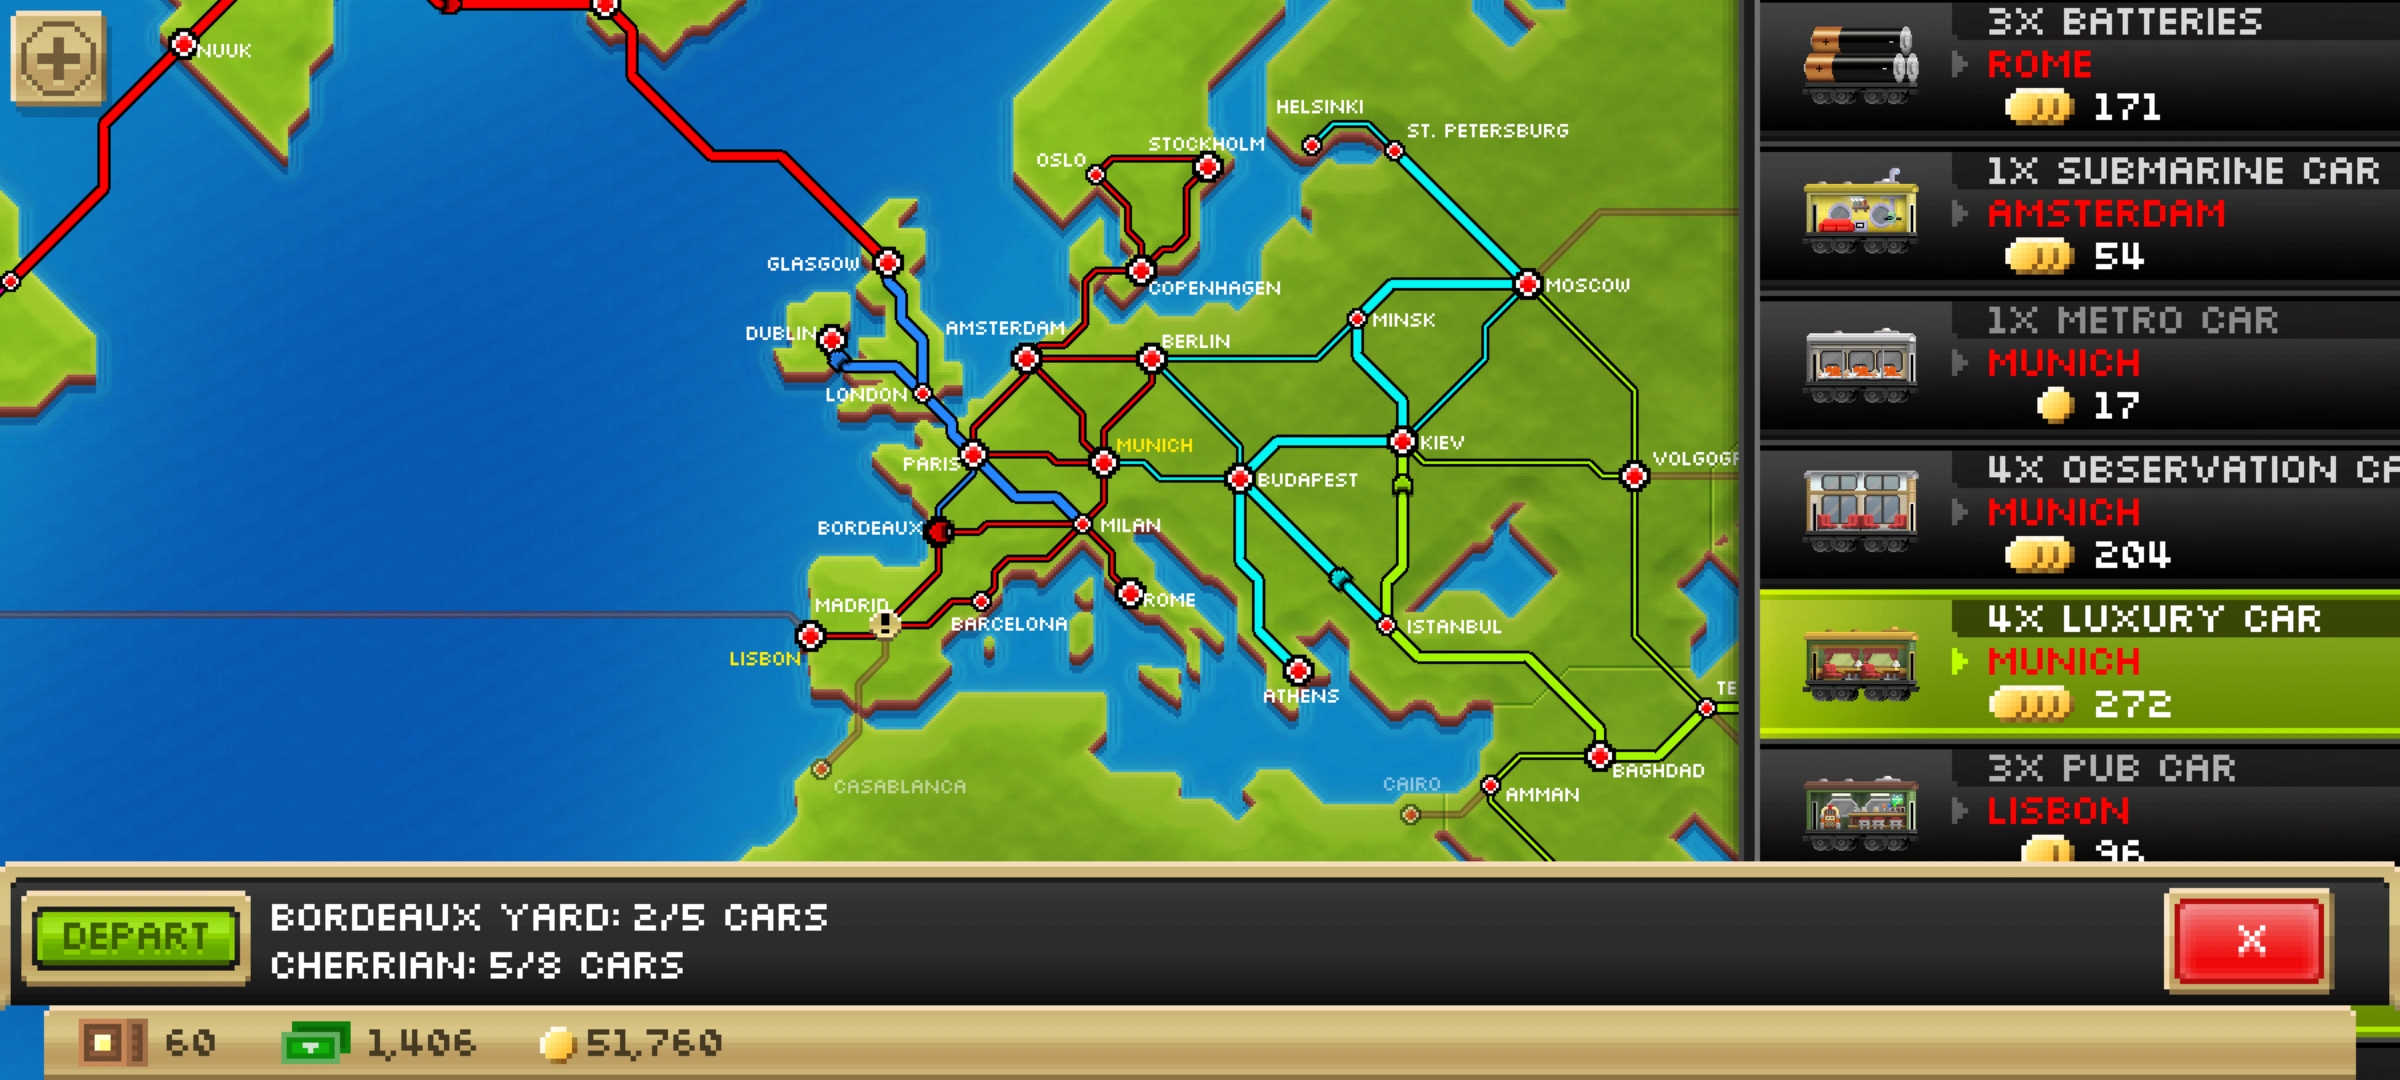 NUUK
HELSINKI
ST. PETERSBURG
STOCKHOLM
OSLO
GLASGOW
COPENHAGEN
MOSCOW
DUBLIN
AMSTERDAM
BERLIN
MINSK
LONDON
PARIS
MUNICH
KIEV
VOLGOGR
BUDAPEST
BORDEAUX
MILAN
MADRID
!
ROME
BARCELONA
ISTANBUL
LISBON
ATHENS
TE
CASABLANCA
CAIRO
AMMAN
BAGHDAD
3X BATTERIES
ROME
171
1X SUBMARINE CAR
AMSTERDAM
54
1X METRO CAR
MUNICH
17
4X OBSERVATION CA
MUNICH
204
4X LUXURY CAR
MUNICH
272
3X PUB CAR
LISBON
96
DEPART
BORDEAUX YARD: 2/5 CARS
CHERRIAN: 5/8 CARS
X
60
1,406
51,760